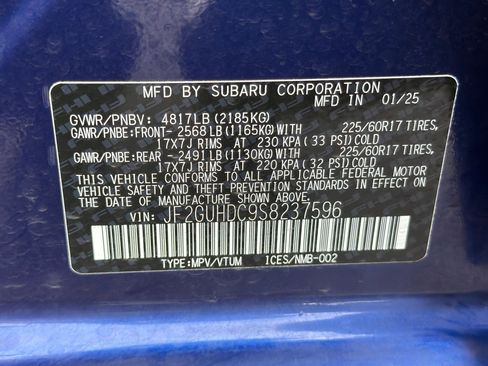 MFD BY SUBARU CORPORATION
MFD IN 01/25
GVWR/PNBV: 4817LB (2185KG)
GAWR/PNBE:FRONT- 2568 LB (1165KG) WITH 225/60R17 TIRES,
17X7J RIMS AT 230 KPA (33 PSI) COLD
GAWR/PNBE:REAR - 2491 LB (1130KG) WITH 225/60R17 TIRES,
17X7J RIMS AT 220 KPA (32 PSI) COLD
THIS VEHICLE CONFORMS TO ALL APPLICABLE FEDERAL MOTOR
VEHICLE SAFETY AND THEFT PREVENTION STANDARDS IN EFFECT
ON THE DATE OF
MANUFACTURE SHOWN ABOVE.
VIN: JF2GUHDC9S8237596
TYPE:MPV/VTUM ICES/NMB-002